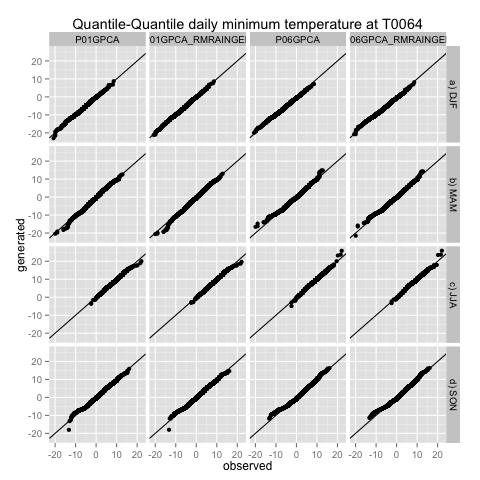 Quantile-Quantile daily minimum temperature at T0064
P01GPCA 01GPCA_RMRAINGE P06GPCA 06GPCA_RMRAINGE
20
10
0
-10
-20
a) DJF
20
10
0
-10
-20
b) MAM
20
10
0
-10
-20
c) JJA
20
10
0
-10
-20
d) SON
generated
-20 -10 0 10 20 -20 -10 0 10 20 -20 -10 0 10 20 -20 -10 0 10 20
observed